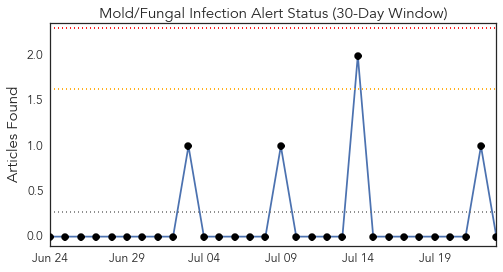 Mold/Fungal Infection Alert Status (30-Day Window)
Articles Found
2.0
1.5
1.0
0.5
0.0
Jun 24 Jun 29 Jul 04 Jul 09 Jul 14 Jul 19